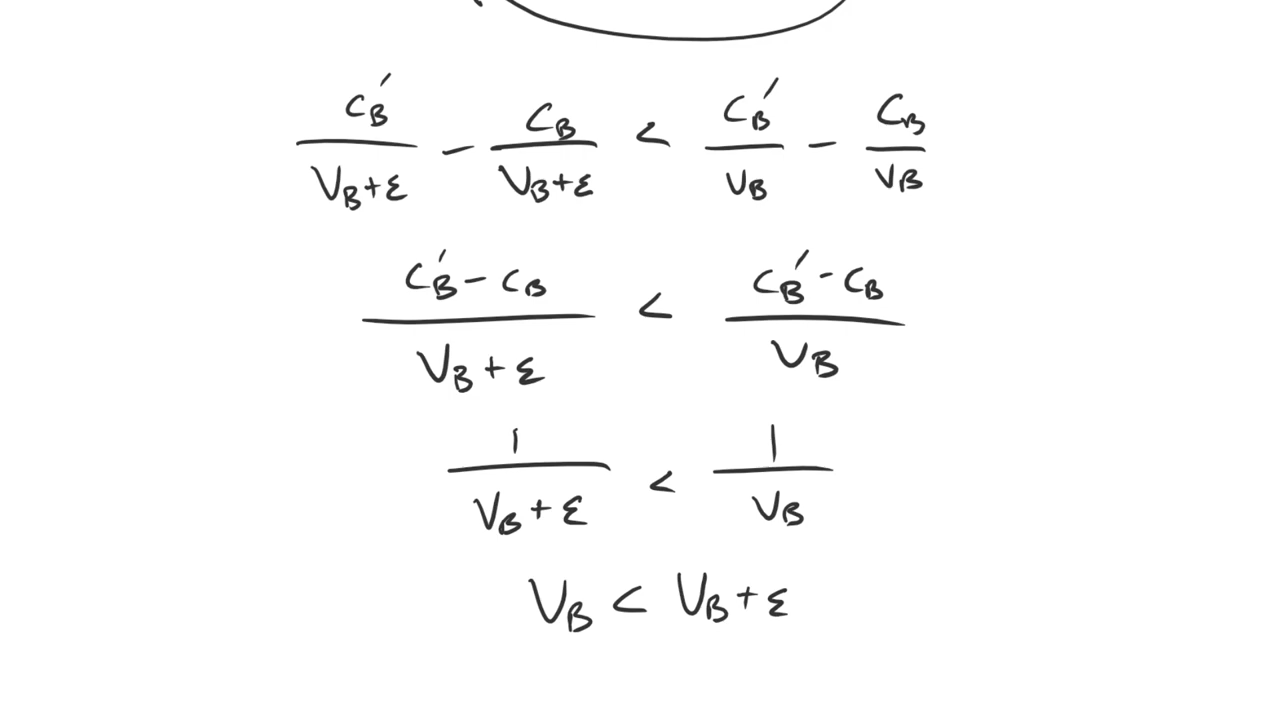 C_B′/(V_B+ε) − C_B/(V_B+ε) < C_B′/V_B − C_B/V_B
(C_B′ − C_B)/(V_B + ε) < (C_B′ − C_B)/V_B
1/(V_B + ε) < 1/V_B
V_B < V_B + ε